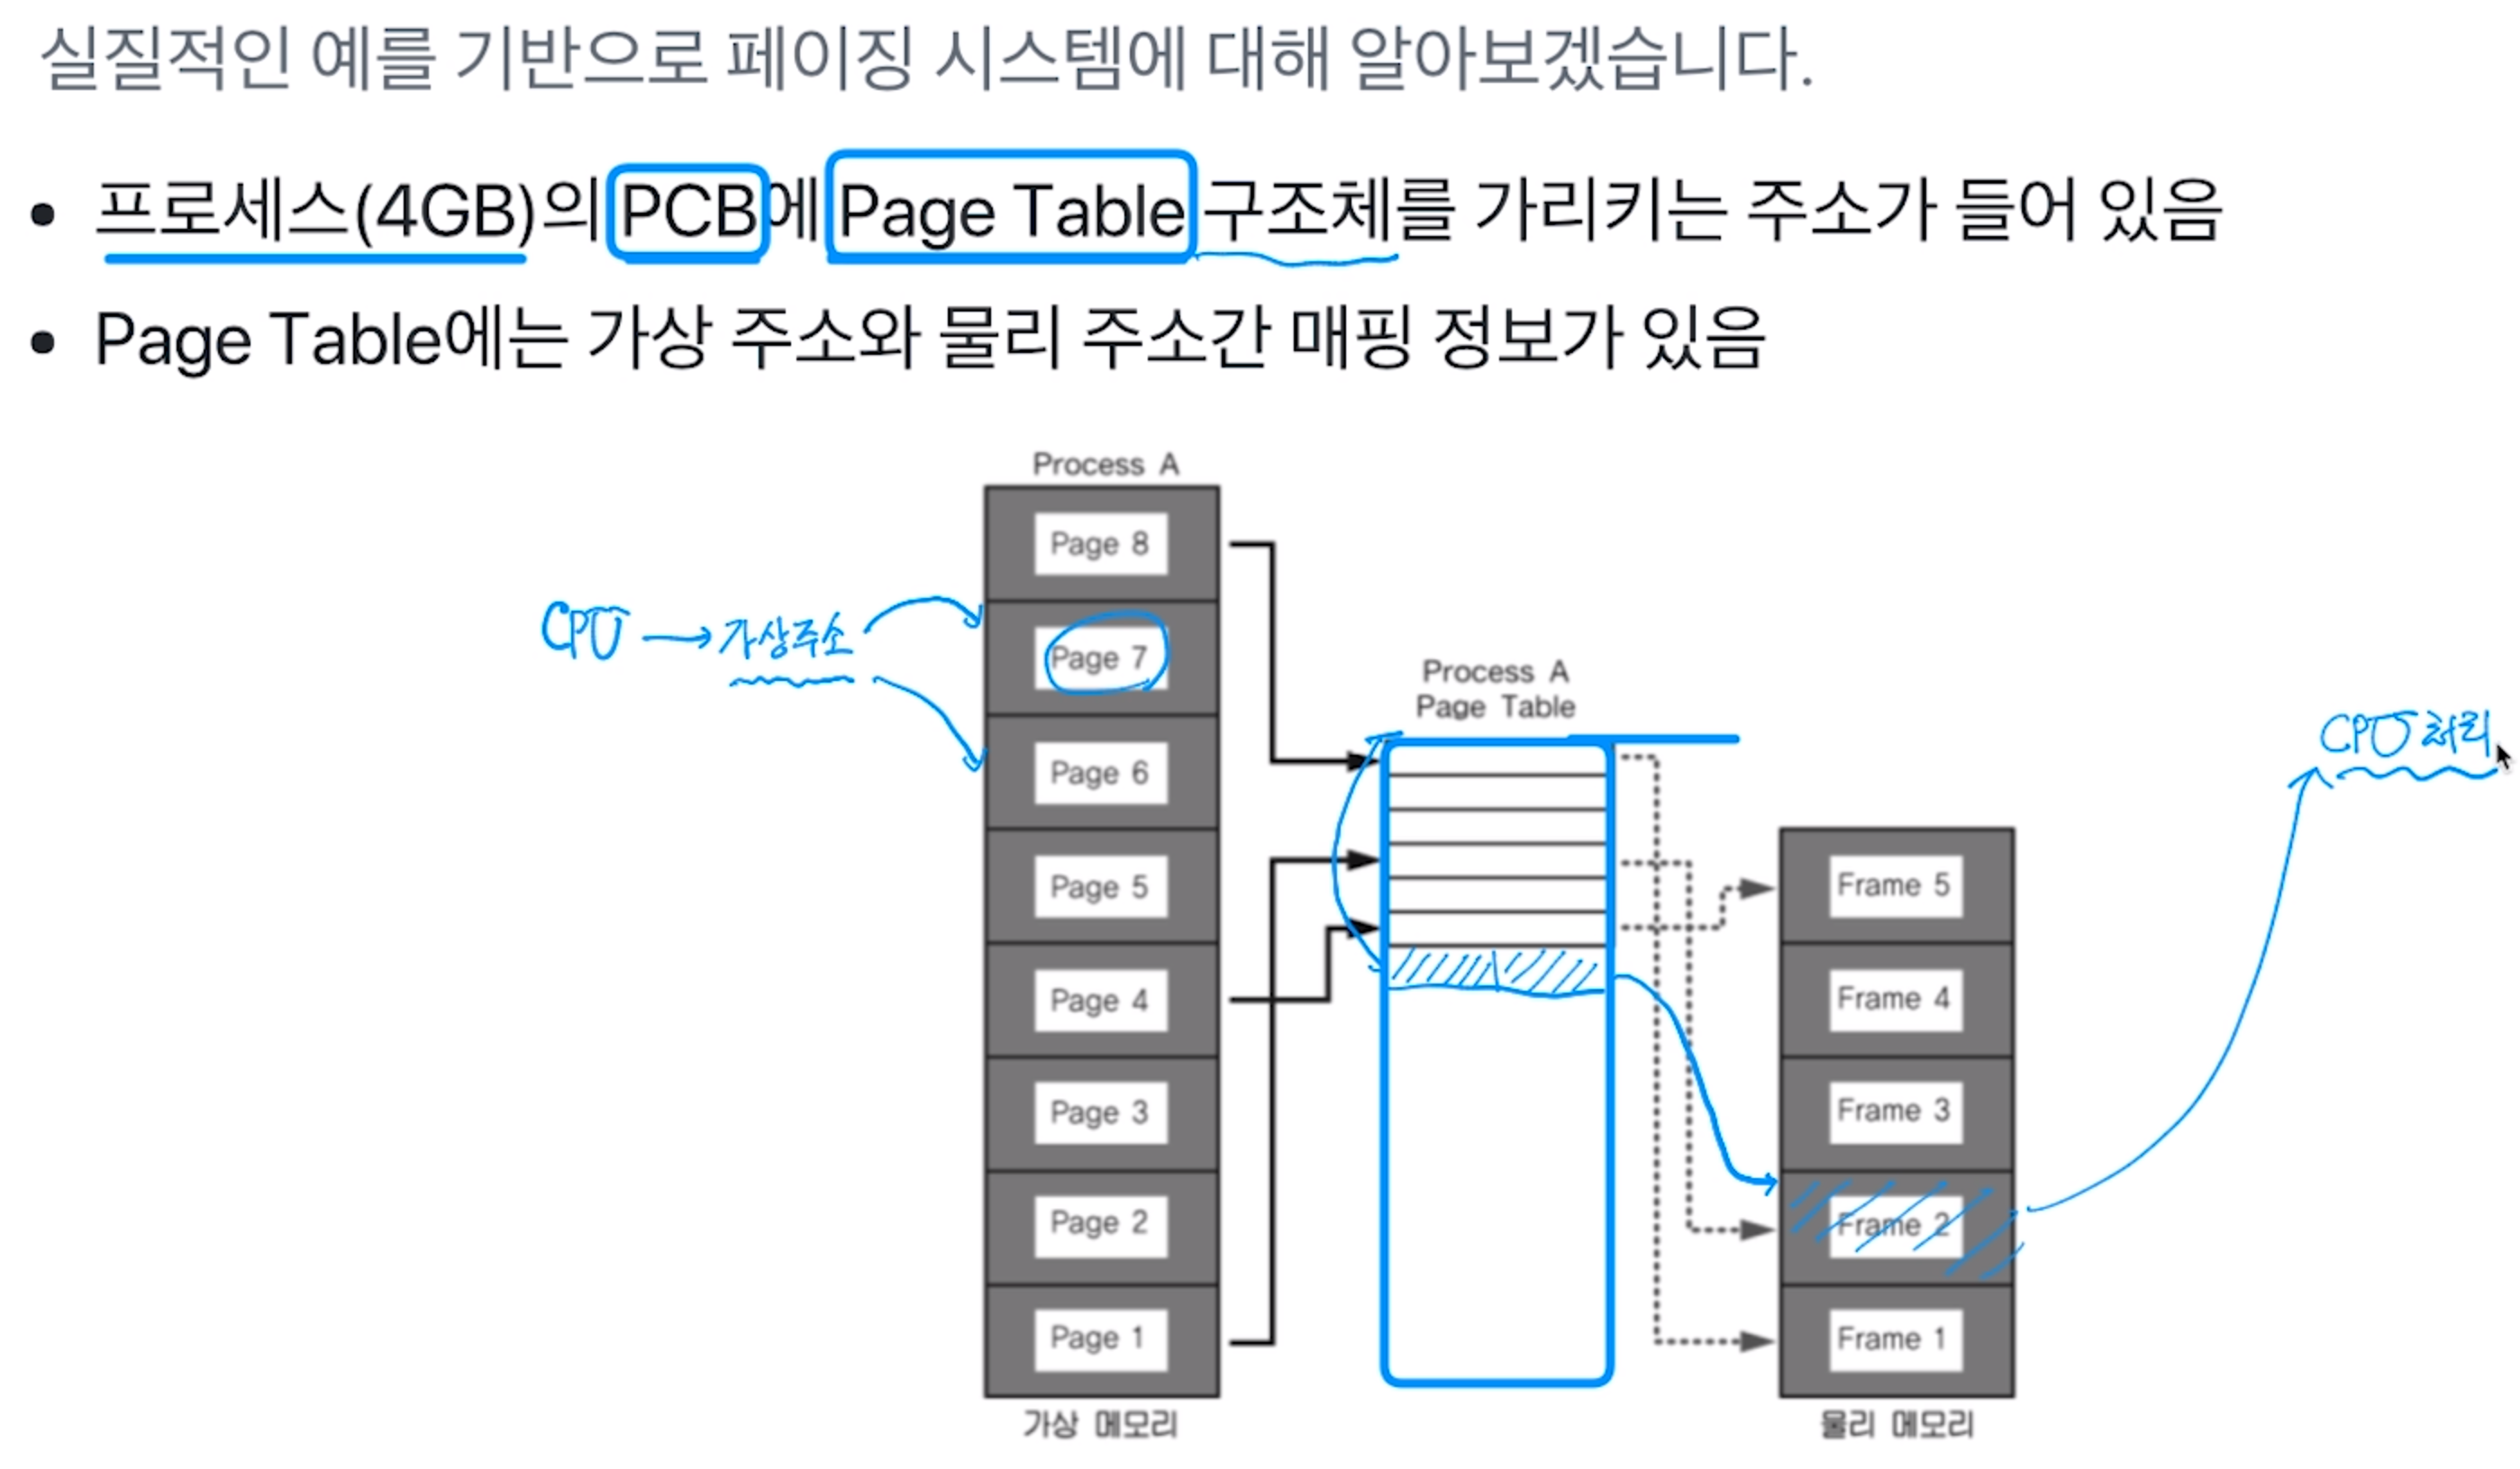 실질적인 예를 기반으로 페이징 시스템에 대해 알아보겠습니다.
• 프로세스(4GB)의 PCB에 Page Table 구조체를 가리키는 주소가 들어 있음
• Page Table에는 가상 주소와 물리 주소간 매핑 정보가 있음
Process A
Page 8
CPU → 가상주소
Page 7
Page 6
Page 5
Page 4
Page 3
Page 2
Page 1
가상 메모리
Process A
Page Table
CPU 처리
Frame 5
Frame 4
Frame 3
Frame 2
Frame 1
물리 메모리